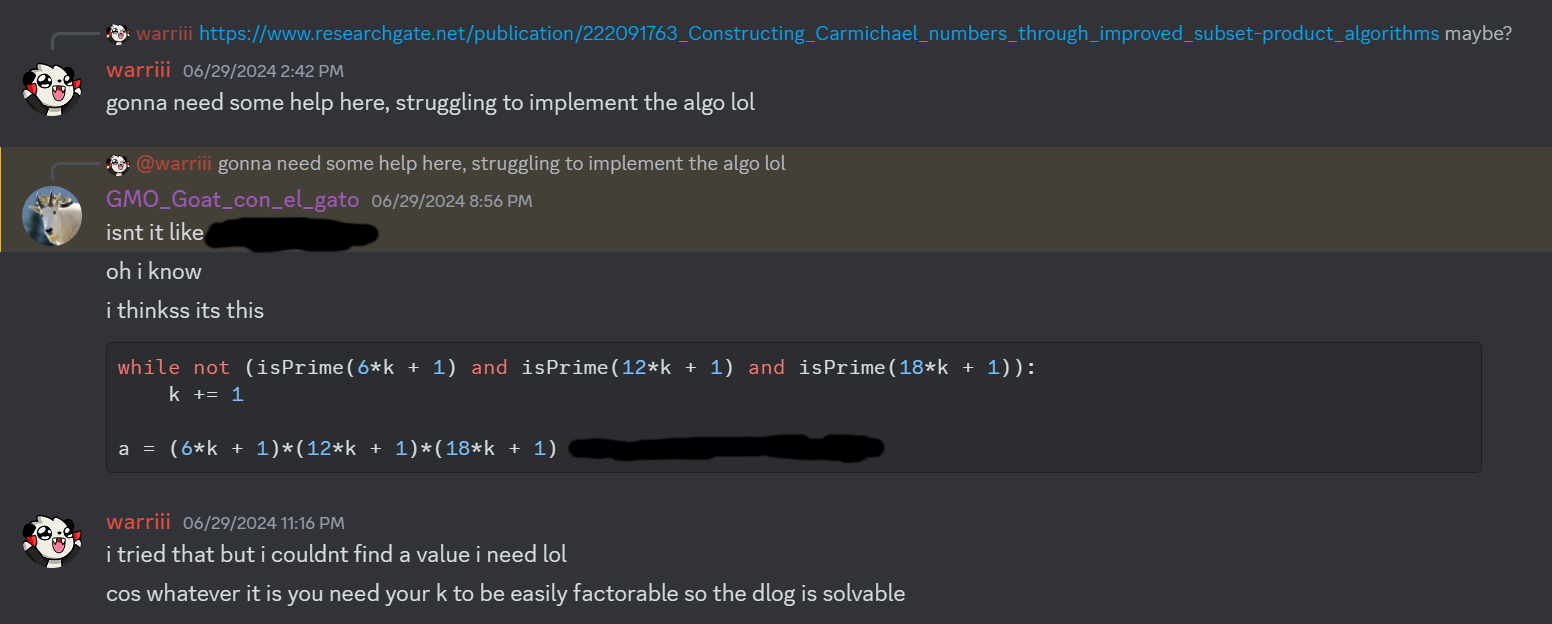 warriii https://www.researchgate.net/publication/222091763_Constructing_Carmichael_numbers_through_improved_subset-product_algorithms maybe?
warriii 06/29/2024 2:42 PM
gonna need some help here, struggling to implement the algo lol
@warriii gonna need some help here, struggling to implement the algo lol
GMO_Goat_con_el_gato 06/29/2024 8:56 PM
isnt it like
oh i know
i thinkss its this
while not (isPrime(6*k + 1) and isPrime(12*k + 1) and isPrime(18*k + 1)):
    k += 1
a = (6*k + 1)*(12*k + 1)*(18*k + 1)
warriii 06/29/2024 11:16 PM
i tried that but i couldnt find a value i need lol
cos whatever it is you need your k to be easily factorable so the dlog is solvable